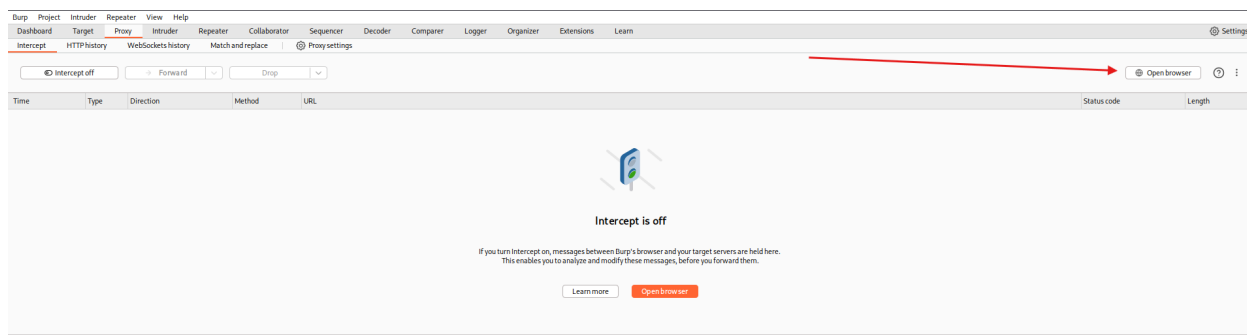 Burp Project Intruder Repeater View Help
Dashboard Target Proxy Intruder Repeater Collaborator Sequencer Decoder Comparer Logger Organizer Extensions Learn Settings
Intercept HTTP history WebSockets history Match and replace Proxy settings
Intercept off Forward Drop Open browser
Time Type Direction Method URL Status code Length
Intercept is off
If you turn Intercept on, messages between Burp's browser and your target servers are held here.
This enables you to analyze and modify these messages, before you forward them.
Learn more Open browser